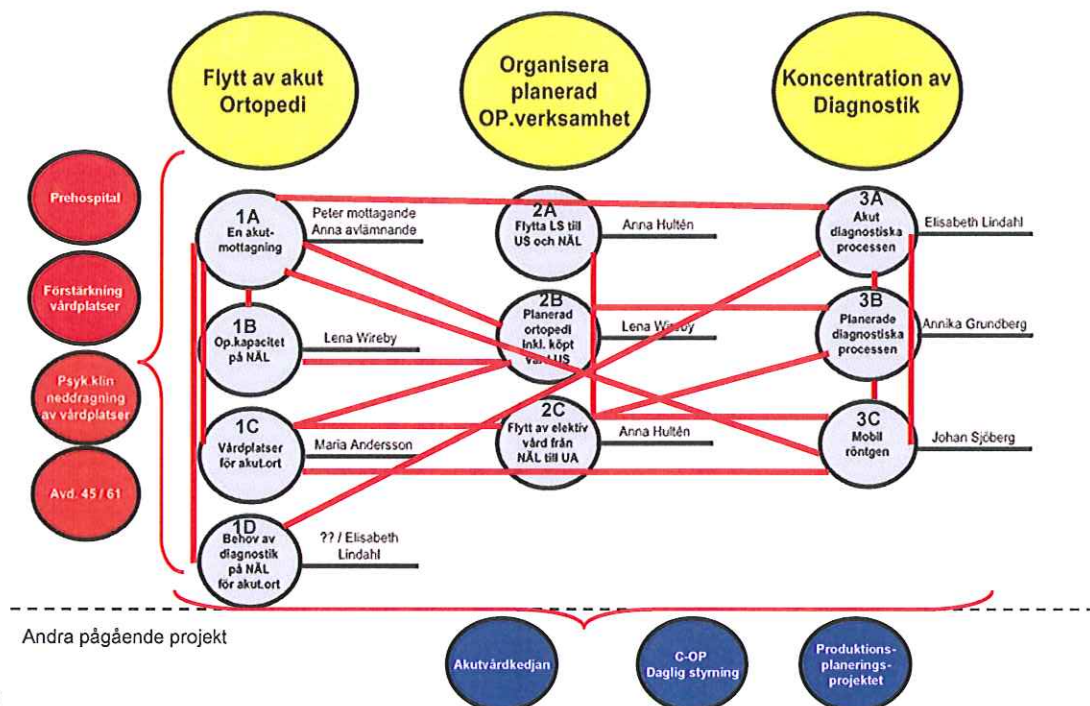 Flytt av akut
Ortopedi
Organisera
planerad
OP.verksamhet
Koncentration av
Diagnostik
Prehospital
Förstärkning
vårdplatser
Psyk.klin
neddragning
av vårdplatser
Avd. 45 / 61
1A
En akut-
mottagning
Peter mottagande
Anna avlämnande
1B
Op.kapacitet
på NÄL
Lena Wireby
1C
Vårdplatser
för akut.ort
Maria Andersson
1D
Behov av
diagnostik
på NÄL
för akut.ort
?? / Elisabeth
Lindahl
2A
Flytta LS till
US och NÄL
Anna Hultén
2B
Planerad
ortopedi
inkl. köpt
vård US
Lena Wireby
2C
Flytt av elektiv
vård från
NÄL till UA
Anna Hultén
3A
Akut
diagnostiska
processen
Elisabeth Lindahl
3B
Planerade
diagnostiska
processen
Annika Grundberg
3C
Mobil
röntgen
Johan Sjöberg
Andra pågående projekt
Akutvårdkedjan
C-OP
Daglig styrning
Produktions-
planerings-
projektet